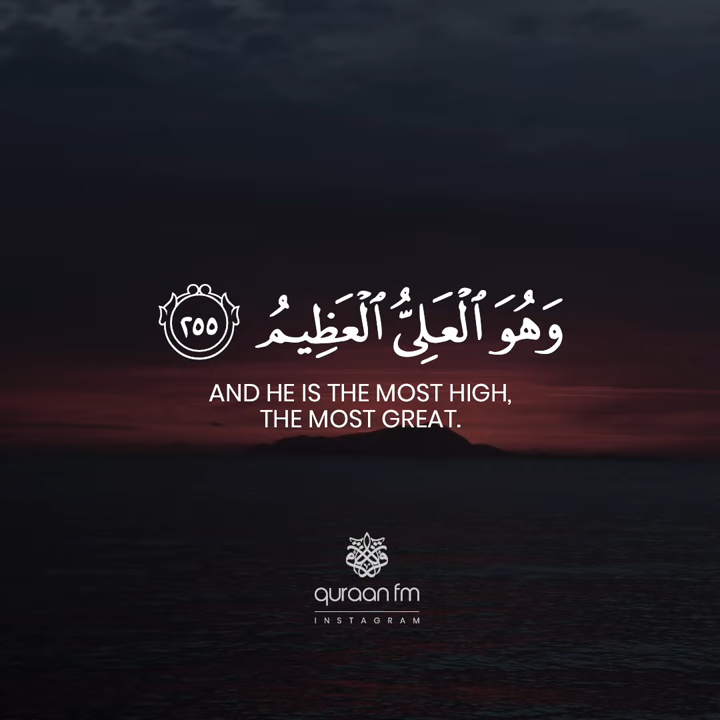 وَهُوَ ٱلْعَلِىُّ ٱلْعَظِيمُ ٢٥٥
AND HE IS THE MOST HIGH,
THE MOST GREAT.
quraan fm
INSTAGRAM